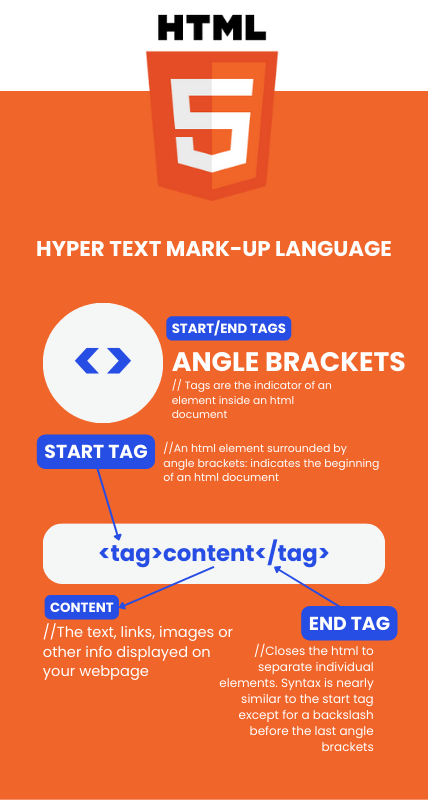 HTML
5
HYPER TEXT MARK-UP LANGUAGE
< >
START/END TAGS
ANGLE BRACKETS
// Tags are the indicator of an
element inside an html
document
START TAG
//An html element surrounded by
angle brackets: indicates the beginning
of an html document
<tag>content</tag>
CONTENT
//The text, links, images or
other info displayed on
your webpage
END TAG
//Closes the html to
separate individual
elements. Syntax is nearly
similar to the start tag
except for a backslash
before the last angle
brackets